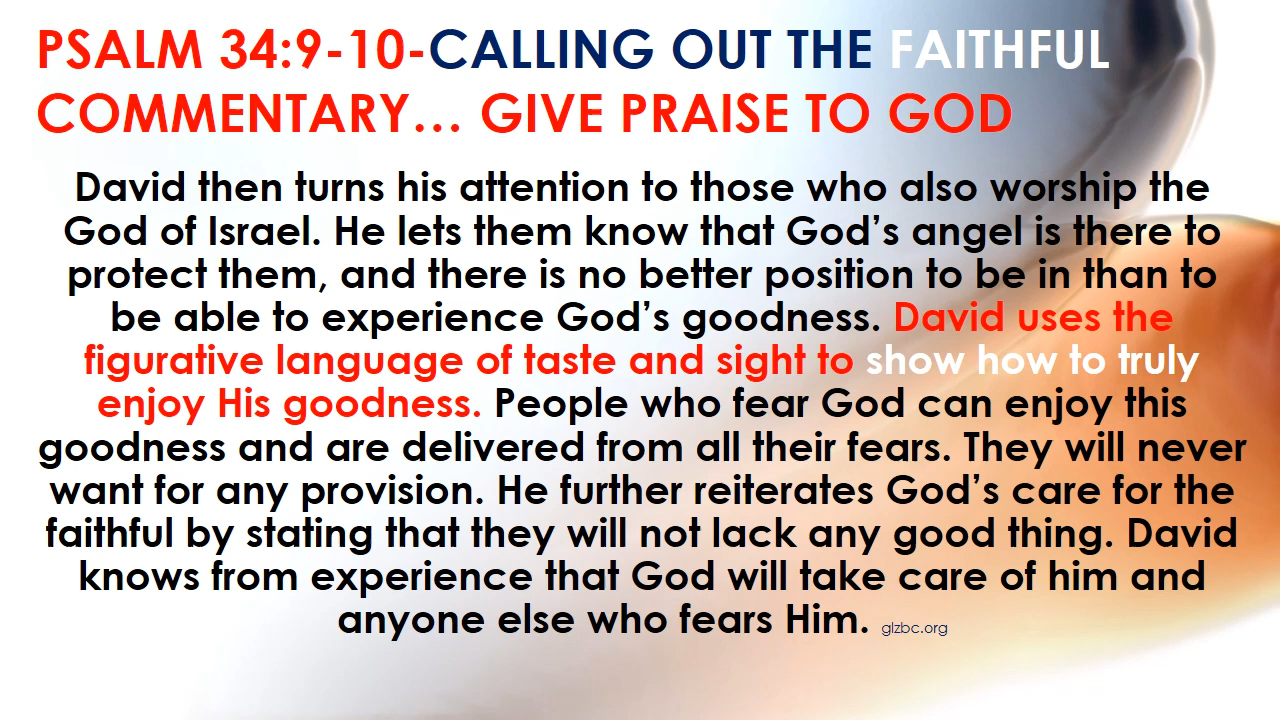 PSALM 34:9-10-CALLING OUT THE FAITHFUL
COMMENTARY… GIVE PRAISE TO GOD
David then turns his attention to those who also worship the
God of Israel. He lets them know that God’s angel is there to
protect them, and there is no better position to be in than to
be able to experience God’s goodness. David uses the
figurative language of taste and sight to show how to truly
enjoy His goodness. People who fear God can enjoy this
goodness and are delivered from all their fears. They will never
want for any provision. He further reiterates God’s care for the
faithful by stating that they will not lack any good thing. David
knows from experience that God will take care of him and
anyone else who fears Him. glzbc.org